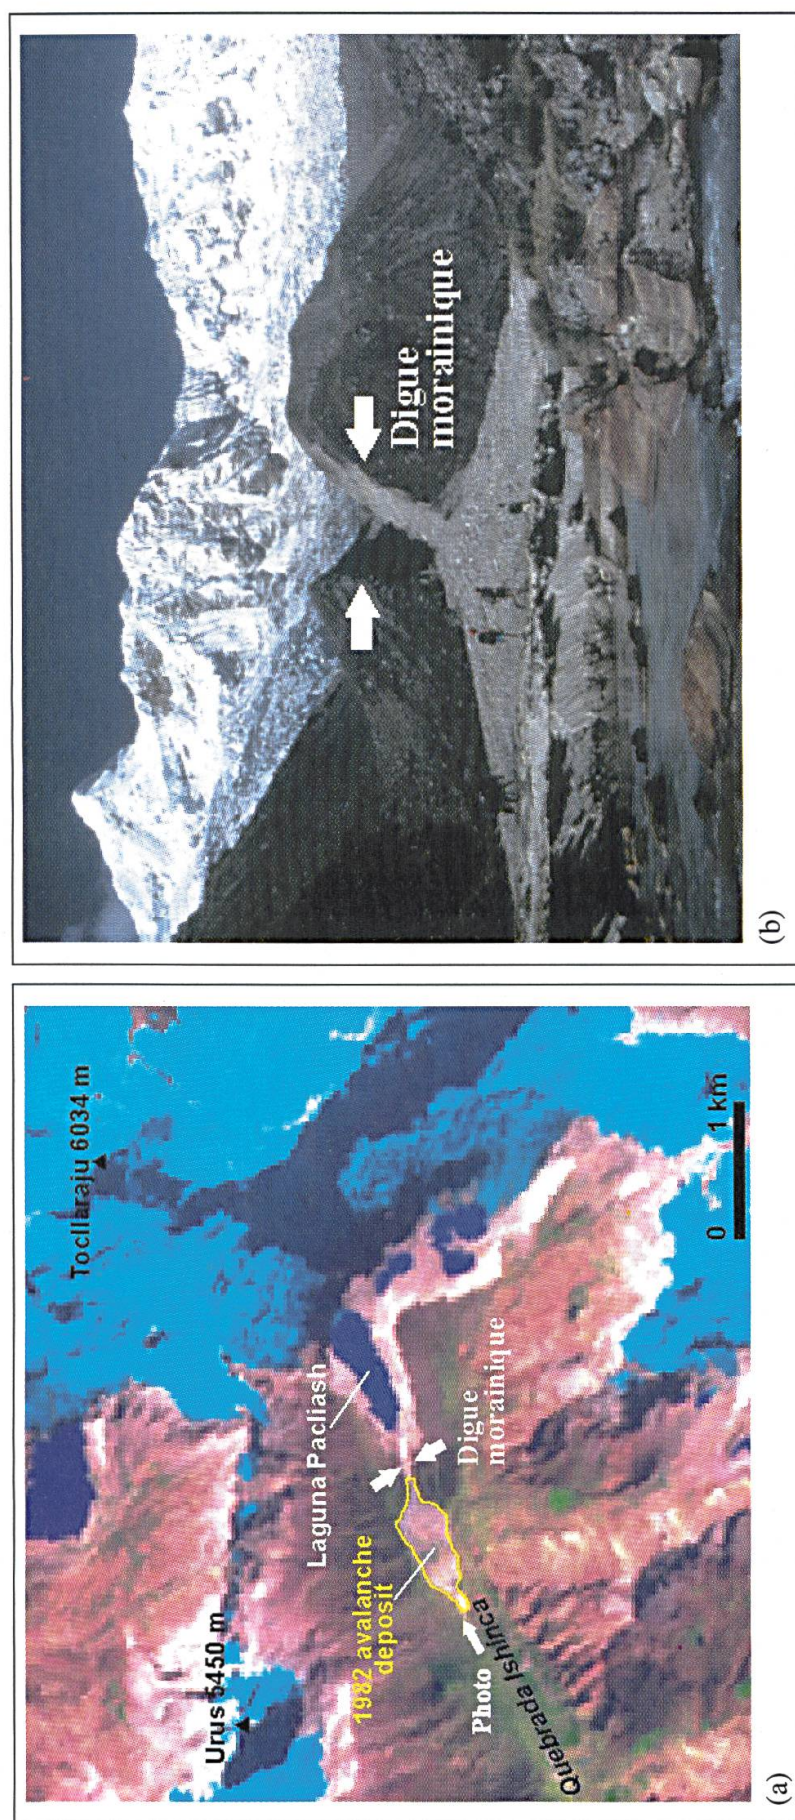 Tocllaraju 6034 m
Urus 5450 m
Laguna Pacliash
1982 avalanche
deposit
Digue
morainique
Photo
Quebrada Ishinca
0 1 km
(a)
Digue
morainique
(b)